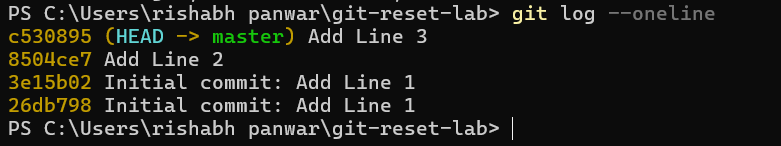 PS C:\Users\rishabh panwar\git-reset-lab> git log --oneline
c530895 (HEAD -> master) Add Line 3
8504ce7 Add Line 2
3e15b02 Initial commit: Add Line 1
26db798 Initial commit: Add Line 1
PS C:\Users\rishabh panwar\git-reset-lab>